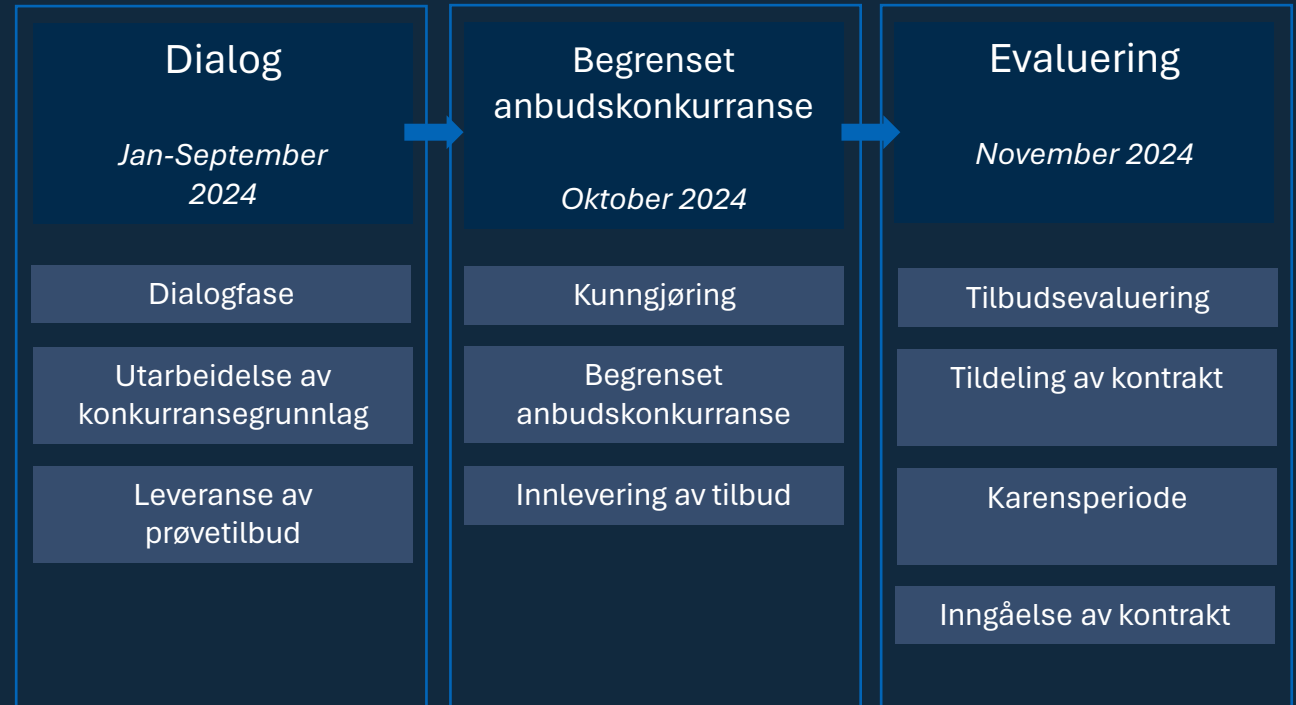 Dialog
Jan-September
2024
Dialogfase
Utarbeidelse av
konkurransegrunnlag
Leveranse av
prøvetilbud
Begrenset
anbudskonkurranse
Oktober 2024
Kunngjøring
Begrenset
anbudskonkurranse
Innlevering av tilbud
Evaluering
November 2024
Tilbudsevaluering
Tildeling av kontrakt
Karensperiode
Inngåelse av kontrakt